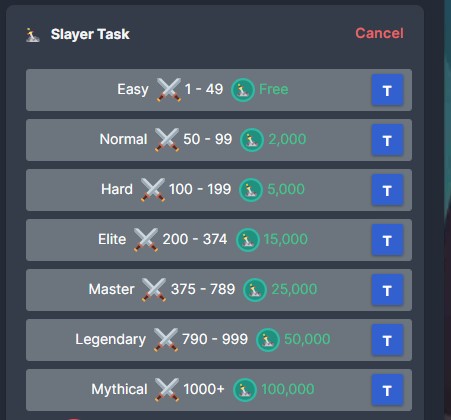 Slayer Task Cancel
Easy 1 - 49 Free T
Normal 50 - 99 2,000 T
Hard 100 - 199 5,000 T
Elite 200 - 374 15,000 T
Master 375 - 789 25,000 T
Legendary 790 - 999 50,000 T
Mythical 1000+ 100,000 T